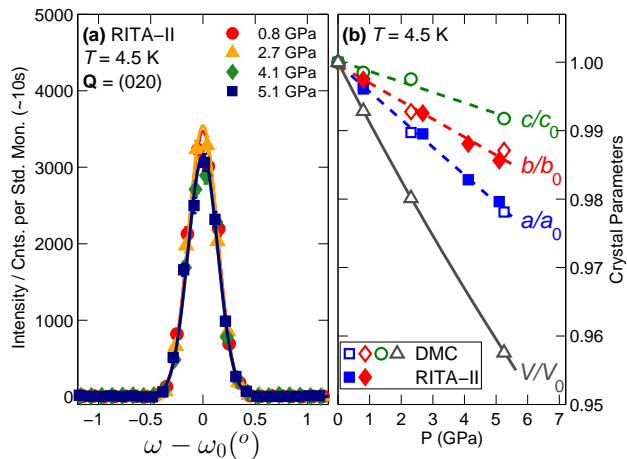 (a) RITA-II
T = 4.5 K
Q = (020)
0.8 GPa
2.7 GPa
4.1 GPa
5.1 GPa
Intensity / Cnts. per Std. Mon. (~10s)
5000
4000
3000
2000
1000
0
−1
−0.5
0
0.5
1
ω − ω₀(°)
(b) T = 4.5 K
c/c₀
b/b₀
a/a₀
V/V₀
DMC
RITA-II
1.00
0.99
0.98
0.97
0.96
0.95
Crystal Parameters
0 1 2 3 4 5 6 7
P (GPa)